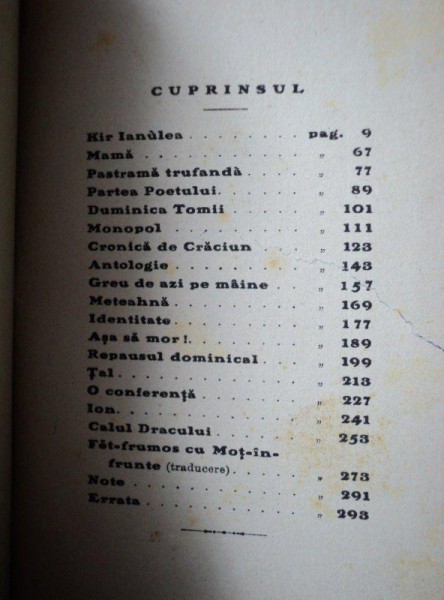 CUPRINSUL
Kir Ianùlea . . . . . . . . pag. 9
Mamă . . . . . . . . . . . „ 67
Pastramă trufandà . . . . . „ 77
Partea Poetului. . . . . . . „ 89
Duminica Tomii . . . . . . „ 101
Monopol . . . . . . . . . . „ 111
Cronică de Crăciun . . . . „ 123
Antologie . . . . . . . . . „ 143
Greu de azi pe mâine . . . „ 157
Meteahnă . . . . . . . . . „ 169
Identitate . . . . . . . . . „ 177
Așa să mor!. . . . . . . . . „ 189
Repausul dominical. . . . . „ 199
Țal . . . . . . . . . . . . „ 213
O conferență . . . . . . . . „ 227
Ion. . . . . . . . . . . . . „ 241
Calul Dracului . . . . . . . „ 253
Făt-frumos cu Moț-în-
frunte (traducere) . . . . . „ 273
Note . . . . . . . . . . . . „ 291
Errata . . . . . . . . . . . „ 293